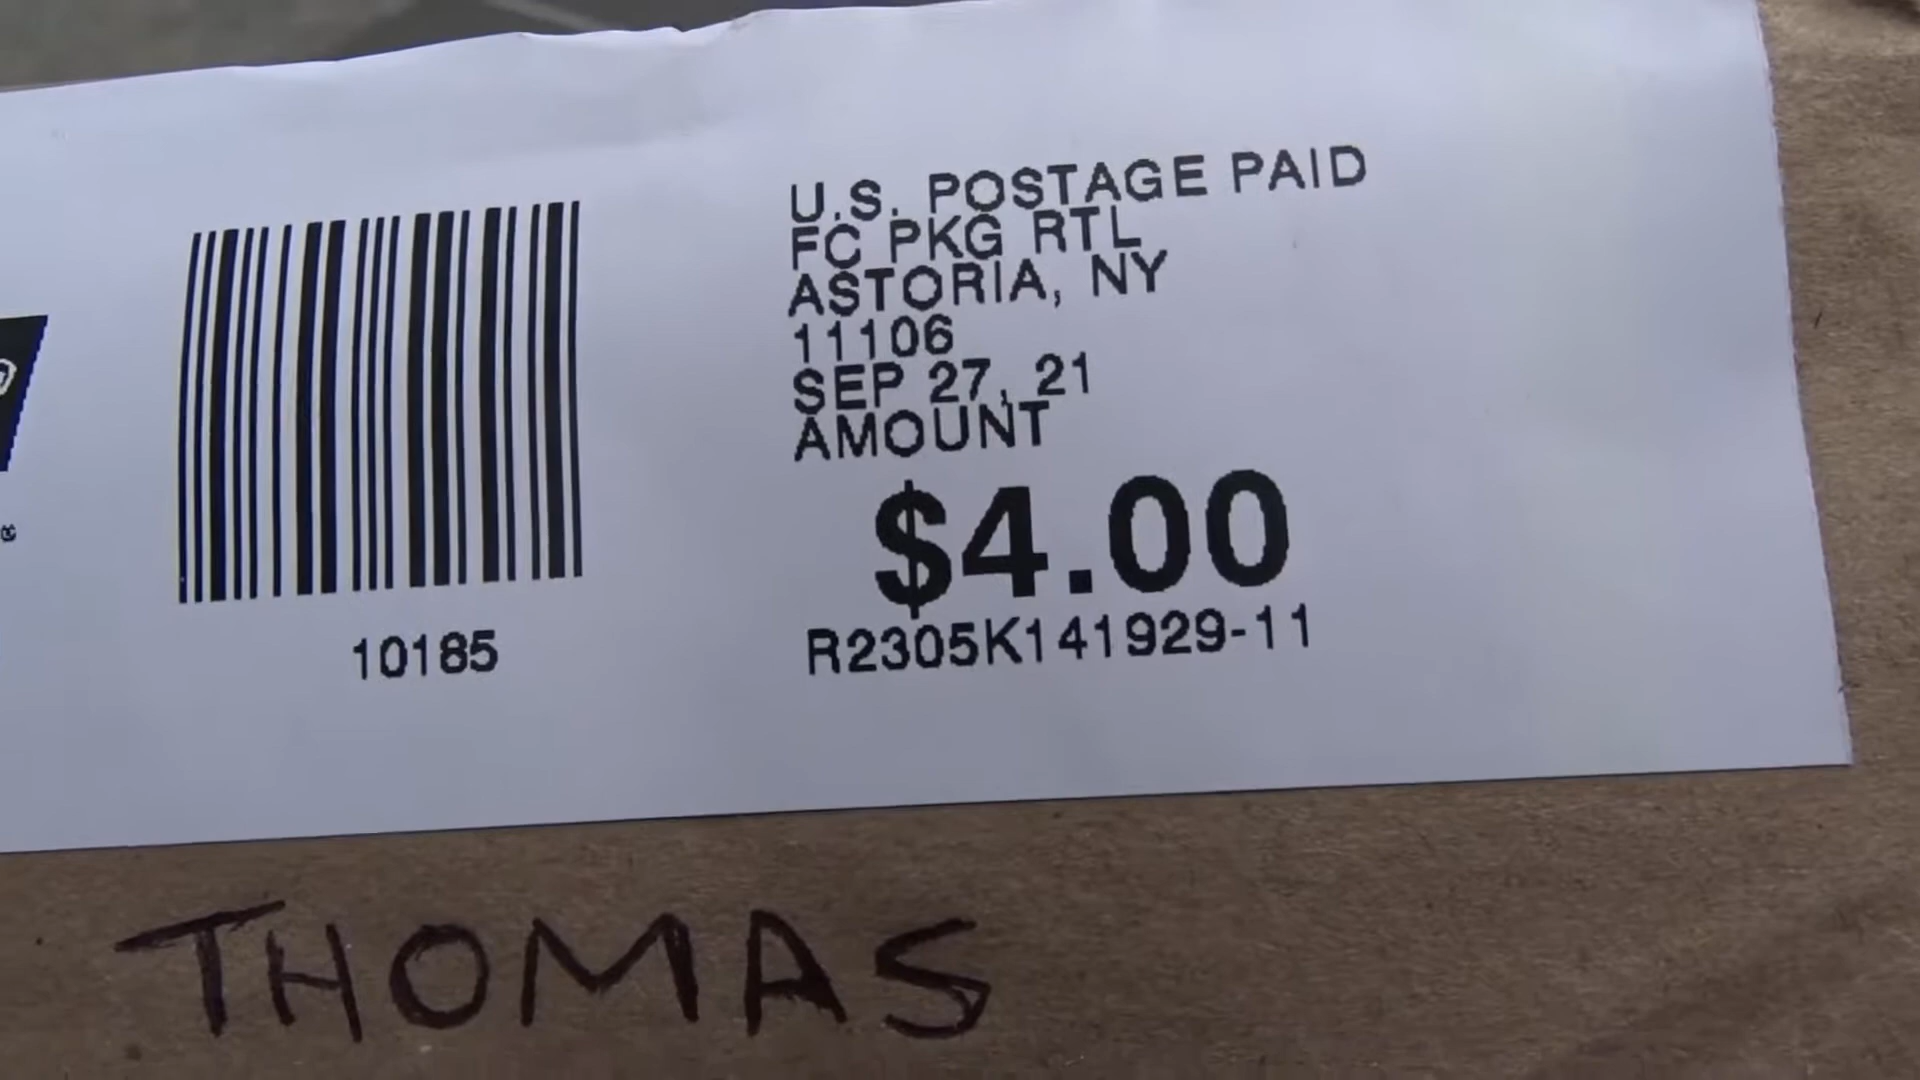 U.S. POSTAGE PAID
FC PKG RTL
ASTORIA, NY
11106
SEP 27, 21
AMOUNT
$4.00
R2305K141929-11
10185
®
THOMAS